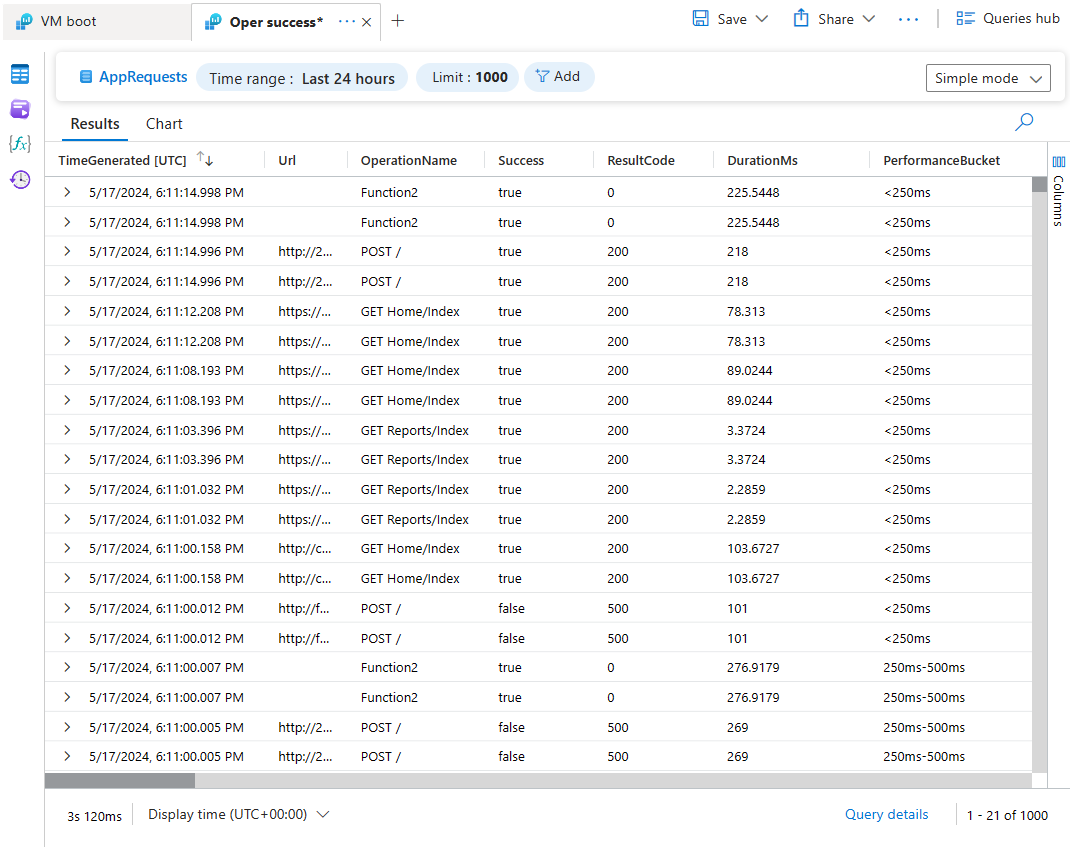 VM boot Oper success* ··· × + Save Share ··· Queries hub
AppRequests Time range : Last 24 hours Limit : 1000 Add Simple mode
Results Chart
TimeGenerated [UTC] Url OperationName Success ResultCode DurationMs PerformanceBucket
5/17/2024, 6:11:14.998 PM Function2 true 0 225.5448 <250ms
5/17/2024, 6:11:14.998 PM Function2 true 0 225.5448 <250ms
5/17/2024, 6:11:14.996 PM http://2... POST / true 200 218 <250ms
5/17/2024, 6:11:14.996 PM http://2... POST / true 200 218 <250ms
5/17/2024, 6:11:12.208 PM https://... GET Home/Index true 200 78.313 <250ms
5/17/2024, 6:11:12.208 PM https://... GET Home/Index true 200 78.313 <250ms
5/17/2024, 6:11:08.193 PM https://... GET Home/Index true 200 89.0244 <250ms
5/17/2024, 6:11:08.193 PM https://... GET Home/Index true 200 89.0244 <250ms
5/17/2024, 6:11:03.396 PM https://... GET Reports/Index true 200 3.3724 <250ms
5/17/2024, 6:11:03.396 PM https://... GET Reports/Index true 200 3.3724 <250ms
5/17/2024, 6:11:01.032 PM https://... GET Reports/Index true 200 2.2859 <250ms
5/17/2024, 6:11:01.032 PM https://... GET Reports/Index true 200 2.2859 <250ms
5/17/2024, 6:11:00.158 PM http://c... GET Home/Index true 200 103.6727 <250ms
5/17/2024, 6:11:00.158 PM http://c... GET Home/Index true 200 103.6727 <250ms
5/17/2024, 6:11:00.012 PM http://f... POST / false 500 101 <250ms
5/17/2024, 6:11:00.012 PM http://f... POST / false 500 101 <250ms
5/17/2024, 6:11:00.007 PM Function2 true 0 276.9179 250ms-500ms
5/17/2024, 6:11:00.007 PM Function2 true 0 276.9179 250ms-500ms
5/17/2024, 6:11:00.005 PM http://2... POST / false 500 269 250ms-500ms
5/17/2024, 6:11:00.005 PM http://2... POST / false 500 269 250ms-500ms
Columns
3s 120ms Display time (UTC+00:00) Query details 1 - 21 of 1000